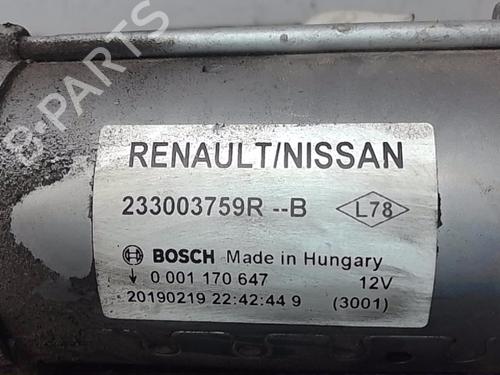 B-PARTS
RENAULT/NISSAN
233003759R --B L78
BOSCH Made in Hungary
0 001 170 647 12V
20190219 22:42:44 9 (3001)